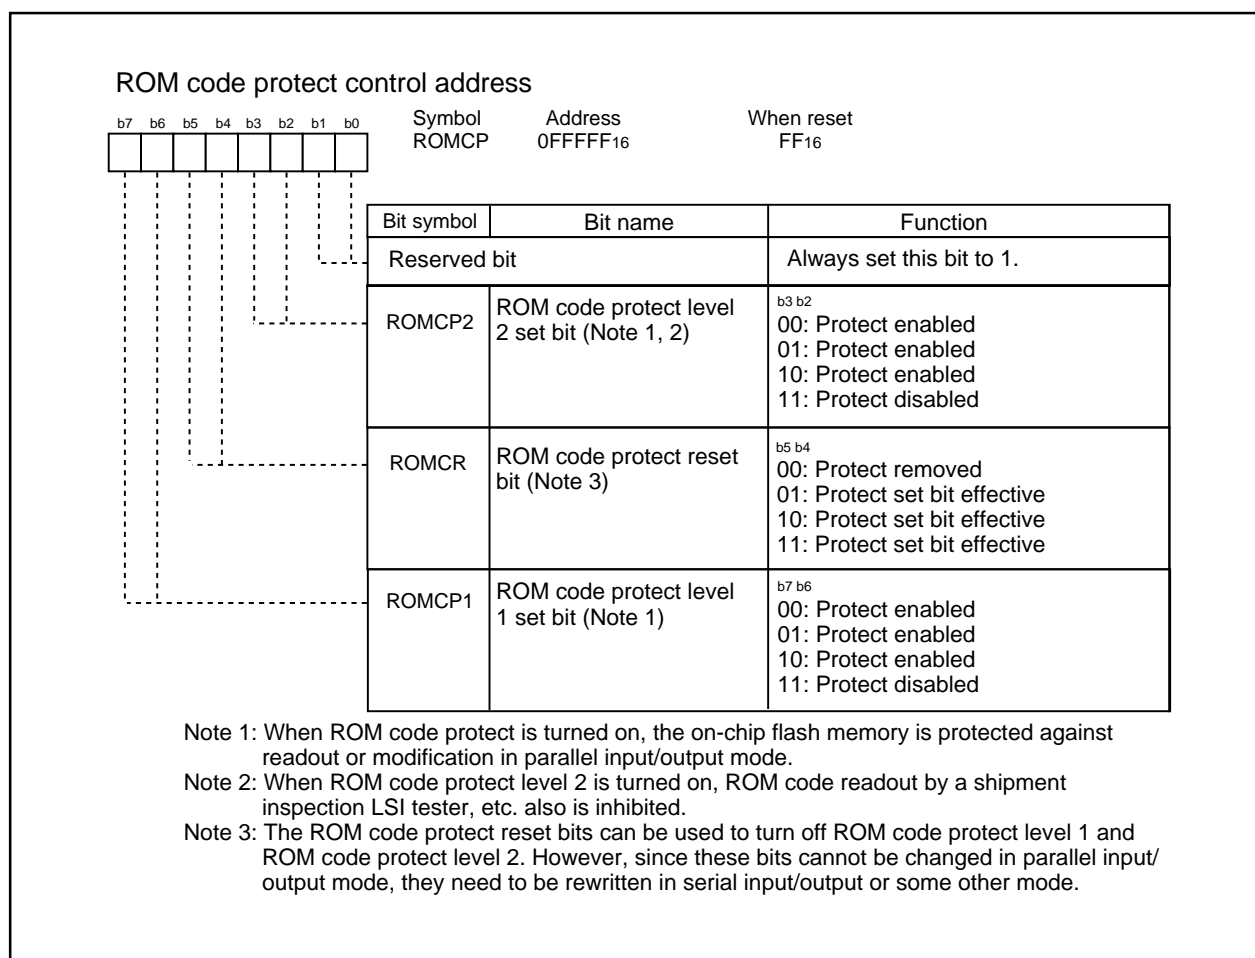 ROM code protect control address
Symbol Address When reset
b7 b6 b5 b4 b3 b2 b1 b0
ROMCP 0FFFFF16 FF16
Bit symbol Bit name Function
Reserved bit Always set this bit to 1.
ROMCP2 ROM code protect level
2 set bit (Note 1, 2)
b3 b2
00: Protect enabled
01: Protect enabled
10: Protect enabled
11: Protect disabled
ROMCR ROM code protect reset
bit (Note 3)
b5 b4
00: Protect removed
01: Protect set bit effective
10: Protect set bit effective
11: Protect set bit effective
ROMCP1 ROM code protect level
1 set bit (Note 1)
b7 b6
00: Protect enabled
01: Protect enabled
10: Protect enabled
11: Protect disabled
Note 1: When ROM code protect is turned on, the on-chip flash memory is protected against
readout or modification in parallel input/output mode.
Note 2: When ROM code protect level 2 is turned on, ROM code readout by a shipment
inspection LSI tester, etc. also is inhibited.
Note 3: The ROM code protect reset bits can be used to turn off ROM code protect level 1 and
ROM code protect level 2. However, since these bits cannot be changed in parallel input/
output mode, they need to be rewritten in serial input/output or some other mode.